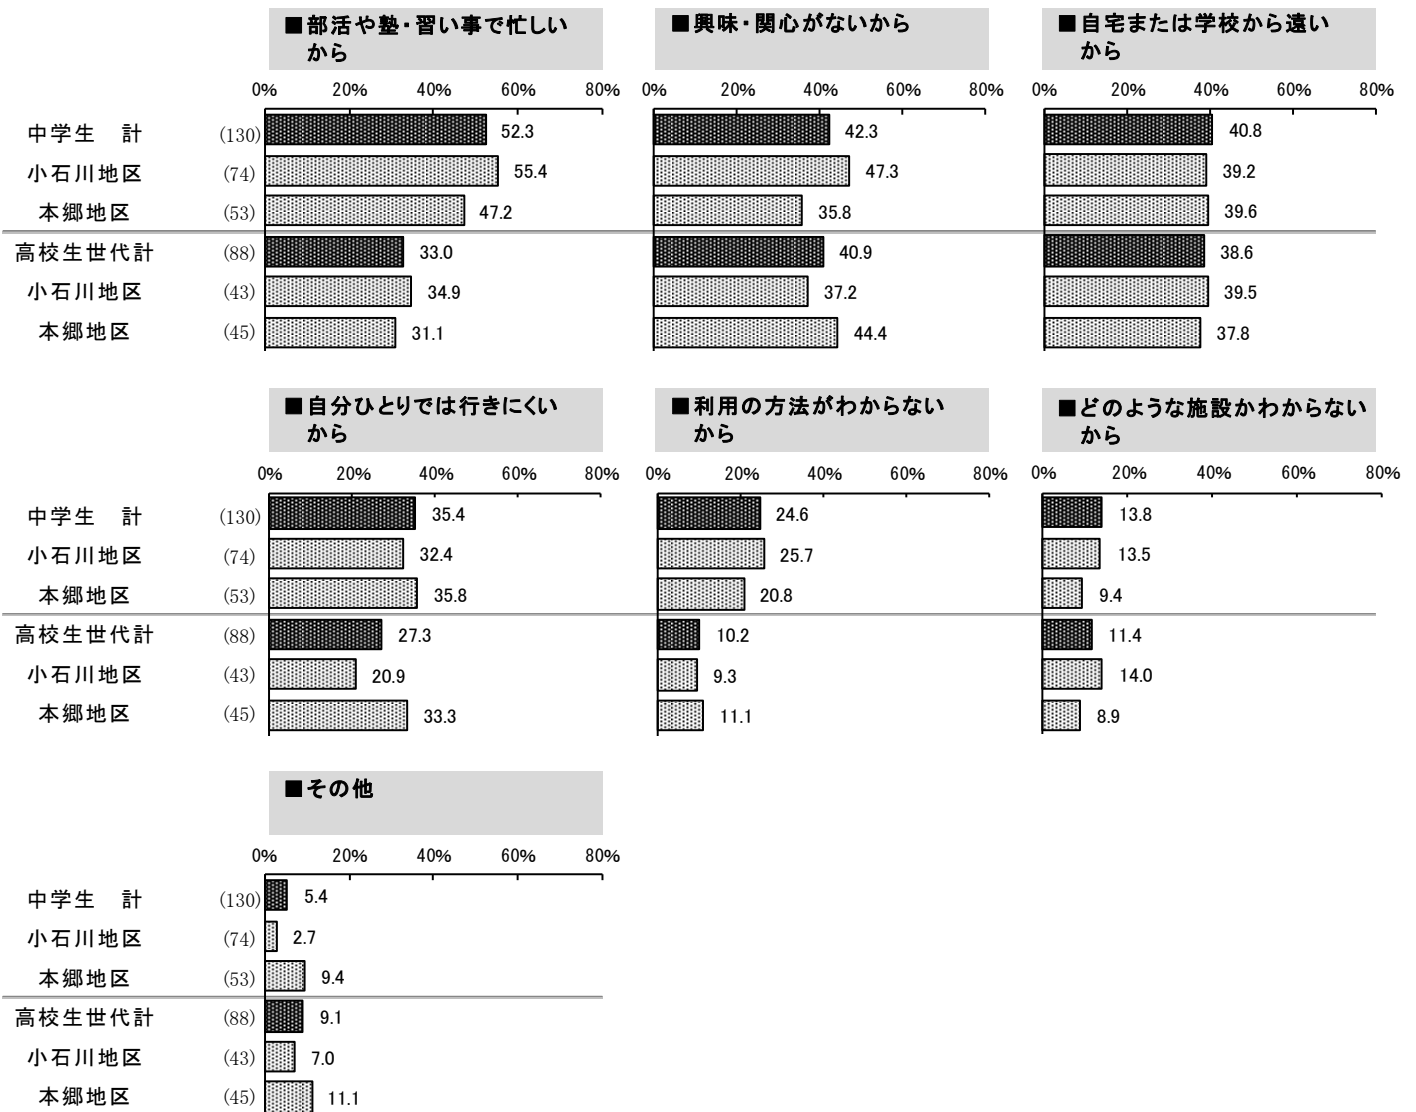 ■部活や塾・習い事で忙しい
から
■興味・関心がないから
■自宅または学校から遠い
から
0% 20% 40% 60% 80%
0% 20% 40% 60% 80%
0% 20% 40% 60% 80%
中学生 計 (130) 52.3 42.3 40.8
小石川地区 (74) 55.4 47.3 39.2
本郷地区 (53) 47.2 35.8 39.6
高校生世代計 (88) 33.0 40.9 38.6
小石川地区 (43) 34.9 37.2 39.5
本郷地区 (45) 31.1 44.4 37.8
■自分ひとりでは行きにくい
から
■利用の方法がわからない
から
■どのような施設かわからない
から
0% 20% 40% 60% 80%
0% 20% 40% 60% 80%
0% 20% 40% 60% 80%
中学生 計 (130) 35.4 24.6 13.8
小石川地区 (74) 32.4 25.7 13.5
本郷地区 (53) 35.8 20.8 9.4
高校生世代計 (88) 27.3 10.2 11.4
小石川地区 (43) 20.9 9.3 14.0
本郷地区 (45) 33.3 11.1 8.9
■その他
0% 20% 40% 60% 80%
中学生 計 (130) 5.4
小石川地区 (74) 2.7
本郷地区 (53) 9.4
高校生世代計 (88) 9.1
小石川地区 (43) 7.0
本郷地区 (45) 11.1